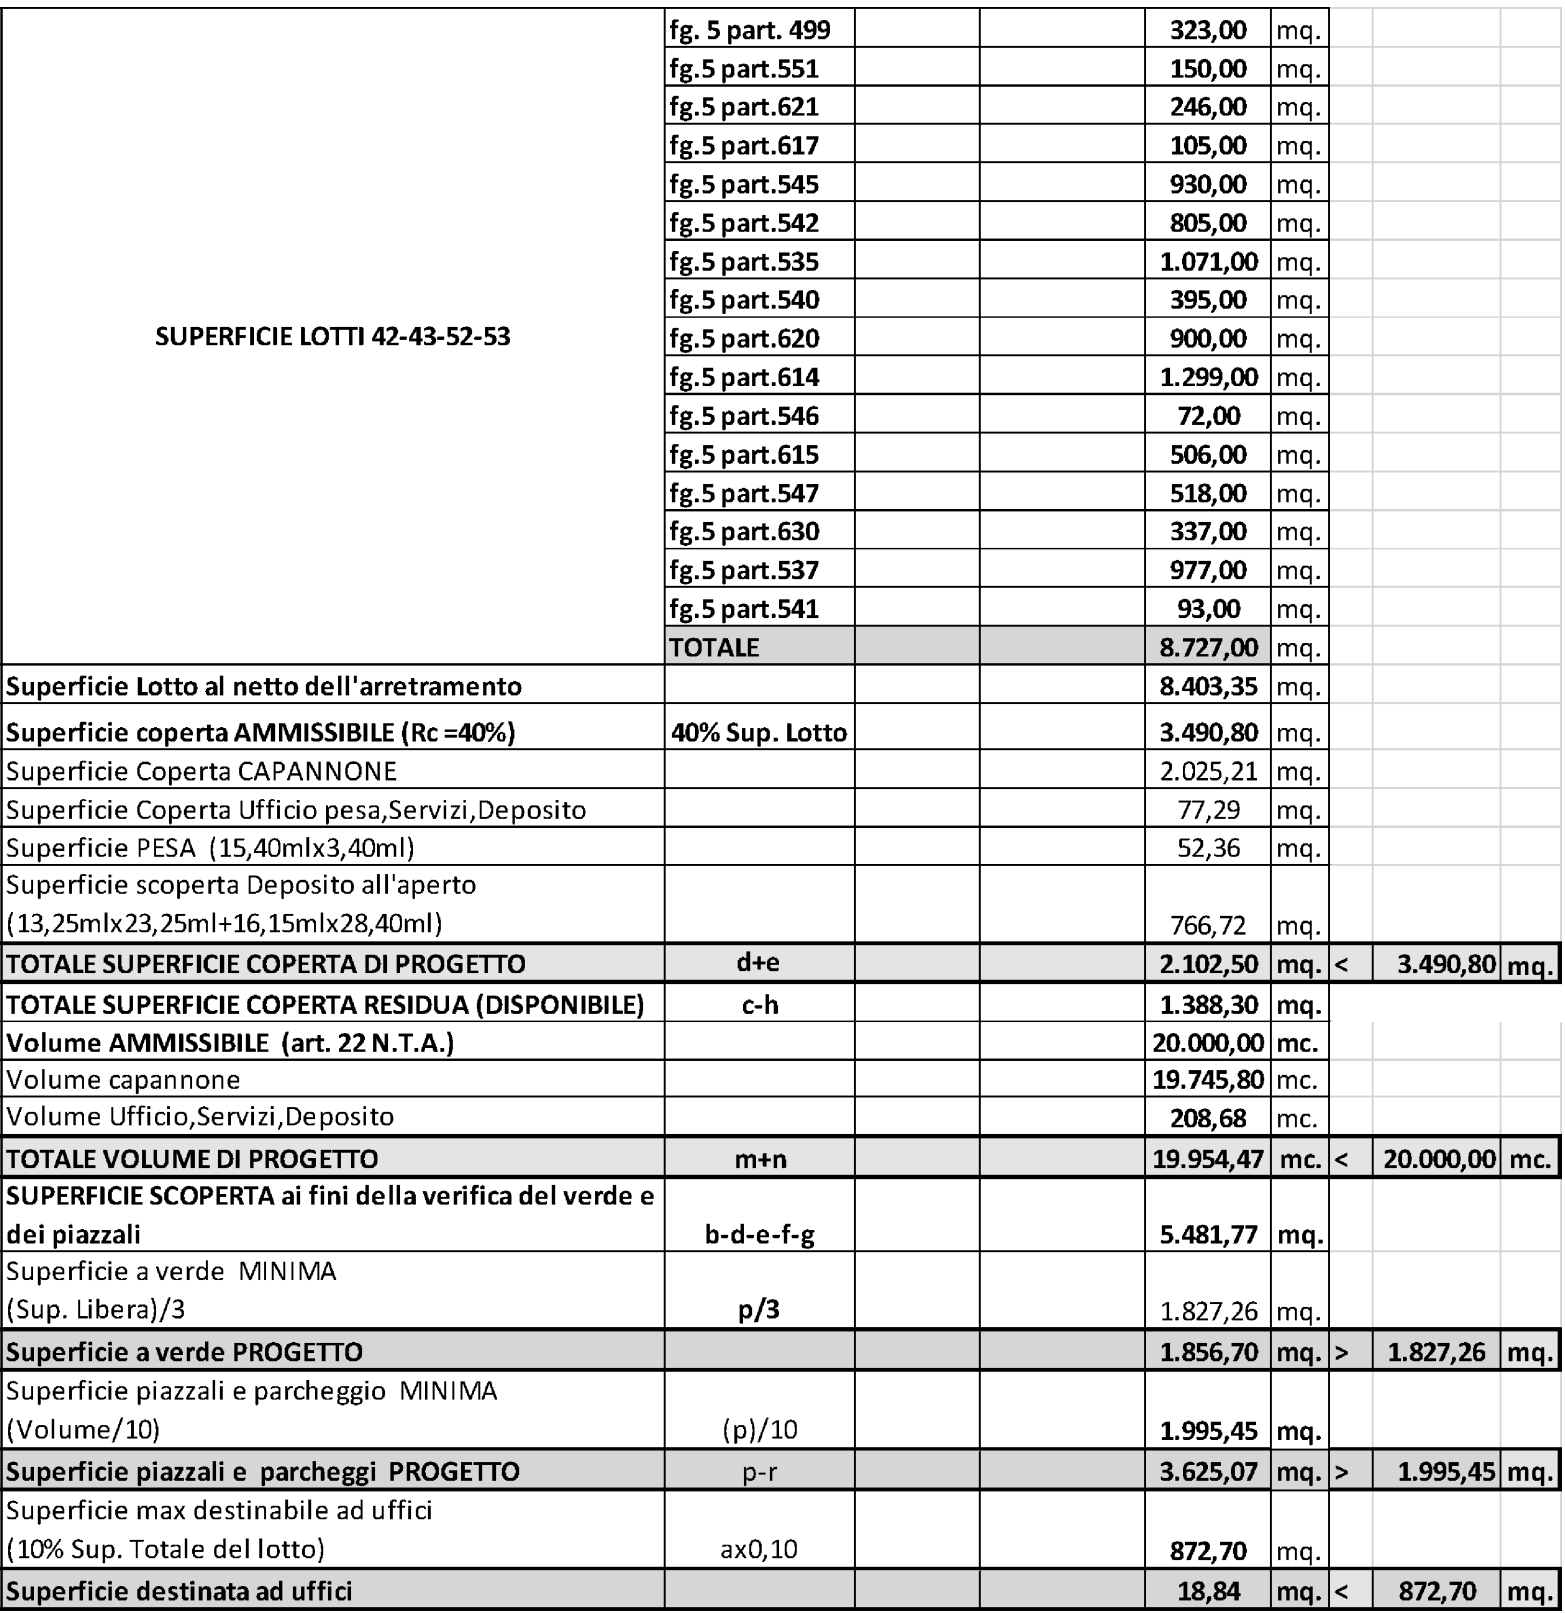 fg. 5 part. 499 323,00 mq.
fg.5 part.551 150,00 mq.
fg.5 part.621 246,00 mq.
fg.5 part.617 105,00 mq.
fg.5 part.545 930,00 mq.
fg.5 part.542 805,00 mq.
fg.5 part.535 1.071,00 mq.
fg.5 part.540 395,00 mq.
SUPERFICIE LOTTI 42-43-52-53 fg.5 part.620 900,00 mq.
fg.5 part.614 1.299,00 mq.
fg.5 part.546 72,00 mq.
fg.5 part.615 506,00 mq.
fg.5 part.547 518,00 mq.
fg.5 part.630 337,00 mq.
fg.5 part.537 977,00 mq.
fg.5 part.541 93,00 mq.
TOTALE 8.727,00 mq.
Superficie Lotto al netto dell'arretramento 8.403,35 mq.
Superficie coperta AMMISSIBILE (Rc =40%) 40% Sup. Lotto 3.490,80 mq.
Superficie Coperta CAPANNONE 2.025,21 mq.
Superficie Coperta Ufficio pesa,Servizi,Deposito 77,29 mq.
Superficie PESA (15,40mlx3,40ml) 52,36 mq.
Superficie scoperta Deposito all'aperto
(13,25mlx23,25ml+16,15mlx28,40ml) 766,72 mq.
TOTALE SUPERFICIE COPERTA DI PROGETTO d+e 2.102,50 mq. < 3.490,80 mq.
TOTALE SUPERFICIE COPERTA RESIDUA (DISPONIBILE) c-h 1.388,30 mq.
Volume AMMISSIBILE (art. 22 N.T.A.) 20.000,00 mc.
Volume capannone 19.745,80 mc.
Volume Ufficio,Servizi,Deposito 208,68 mc.
TOTALE VOLUME DI PROGETTO m+n 19.954,47 mc. < 20.000,00 mc.
SUPERFICIE SCOPERTA ai fini della verifica del verde e
dei piazzali b-d-e-f-g 5.481,77 mq.
Superficie a verde MINIMA
(Sup. Libera)/3 p/3 1.827,26 mq.
Superficie a verde PROGETTO 1.856,70 mq. > 1.827,26 mq.
Superficie piazzali e parcheggio MINIMA
(Volume/10) (p)/10 1.995,45 mq.
Superficie piazzali e parcheggi PROGETTO p-r 3.625,07 mq. > 1.995,45 mq.
Superficie max destinabile ad uffici
(10% Sup. Totale del lotto) ax0,10 872,70 mq.
Superficie destinata ad uffici 18,84 mq. < 872,70 mq.